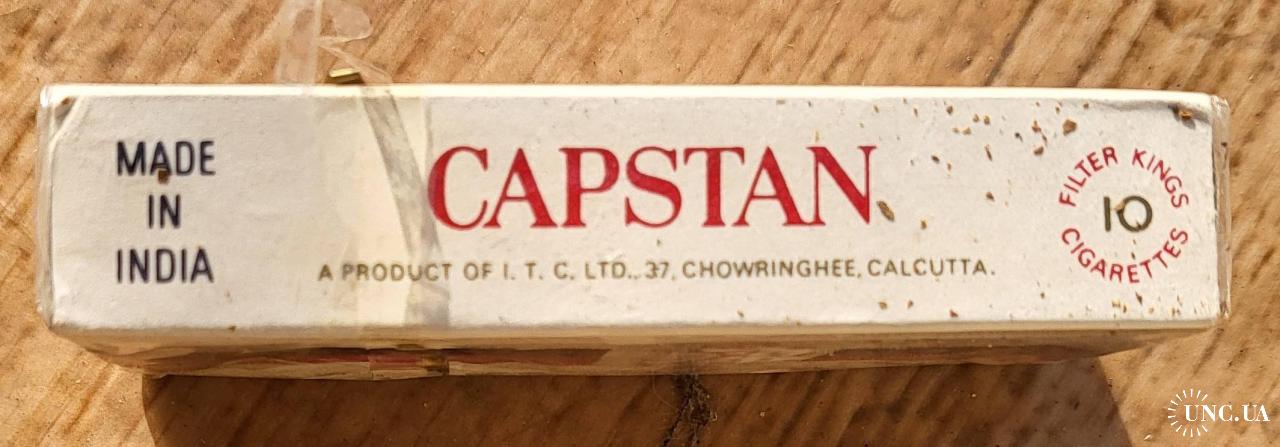 MADE
IN
INDIA
CAPSTAN
A PRODUCT OF I. T. C. LTD., 37, CHOWRINGHEE, CALCUTTA.
FILTER KINGS
10
CIGARETTES
UNC.UA